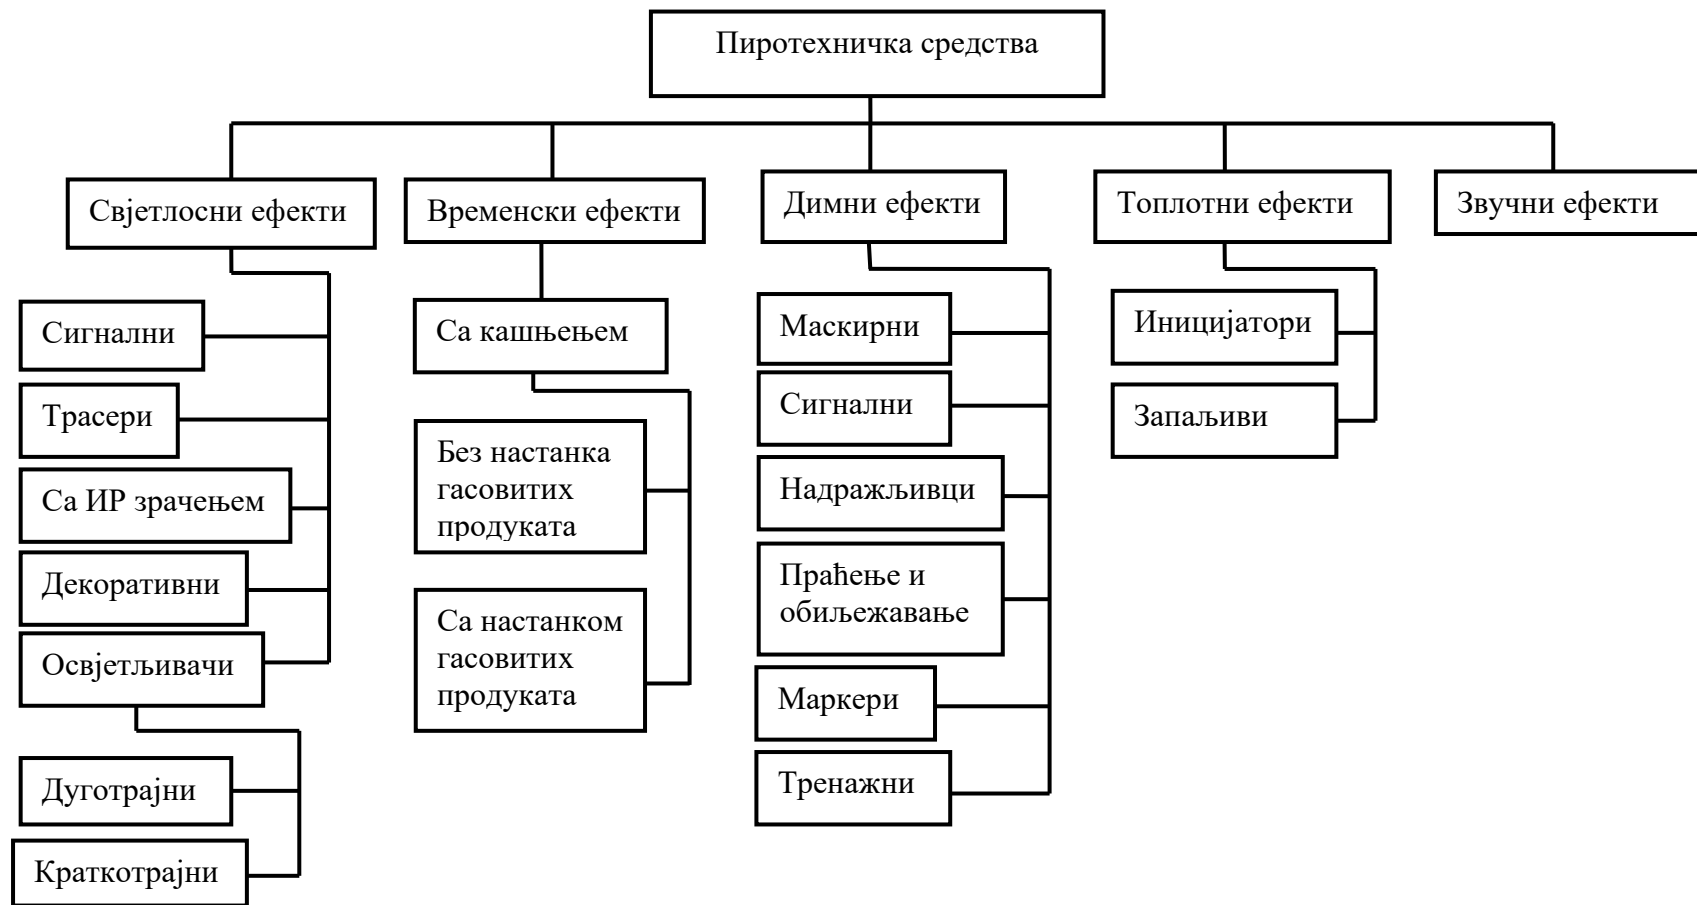 Пиротехничка средства
Свјетлосни ефекти
Временски ефекти
Димни ефекти
Топлотни ефекти
Звучни ефекти
Сигнални
Трасери
Са ИР зрачењем
Декоративни
Освјетљивачи
Дуготрајни
Краткотрајни
Са кашњењем
Без настанка
гасовитих
продуката
Са настанком
гасовитих
продуката
Маскирни
Сигнални
Надражљивци
Праћење и
обиљежавање
Маркери
Тренажни
Иницијатори
Запаљиви